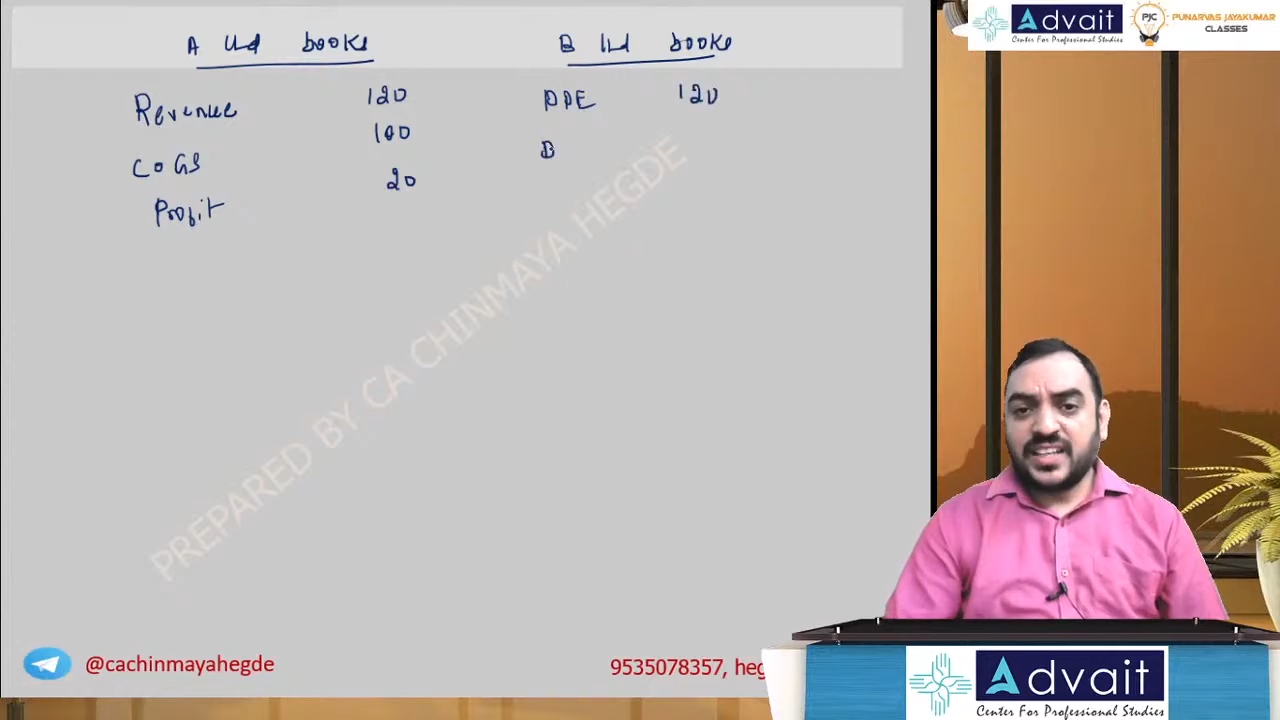 A Ltd books
B Ltd books
Revenue 120
COGS 100
Profit 20
PPE 120
D
PREPARED BY CA CHINMAYA HEGDE
@cachinmayahegde
9535078357, heg
Advait
Center For Professional Studies
PJC
PUNARVAS JAYAKUMAR
CLASSES
Advait
Center For Professional Studies